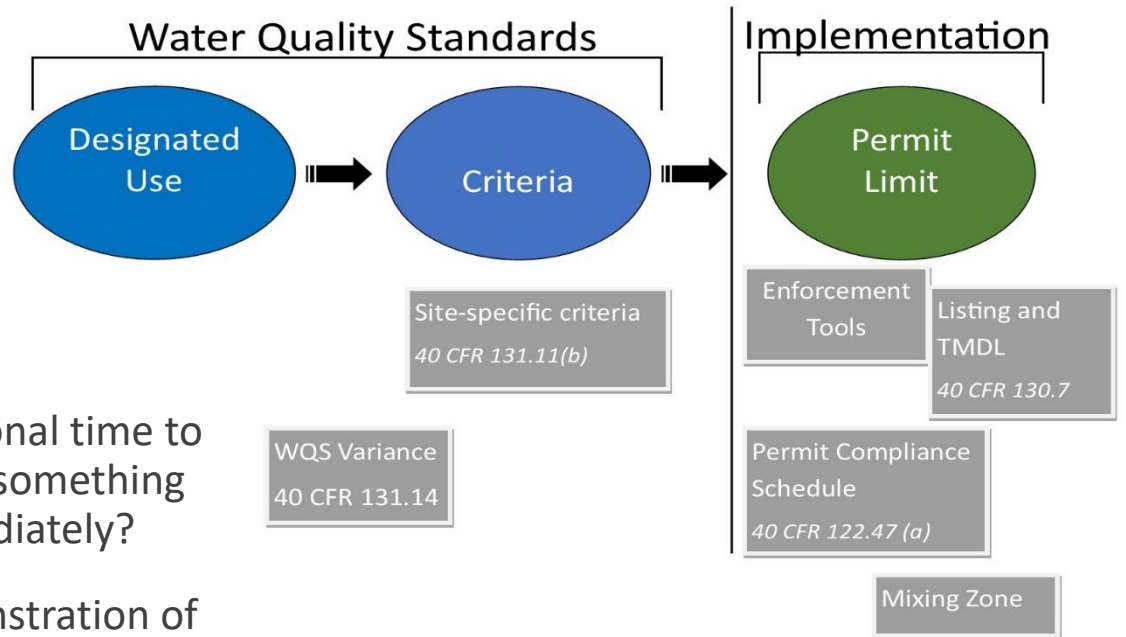 Water Quality Standards
Implementation
Designated
Use
Criteria
Permit
Limit
Site-specific criteria
40 CFR 131.11(b)
Enforcement
Tools
Listing and
TMDL
40 CFR 130.7
onal time to
something
diately?
WQS Variance
40 CFR 131.14
Permit Compliance
Schedule
40 CFR 122.47 (a)
Mixing Zone
nstration of